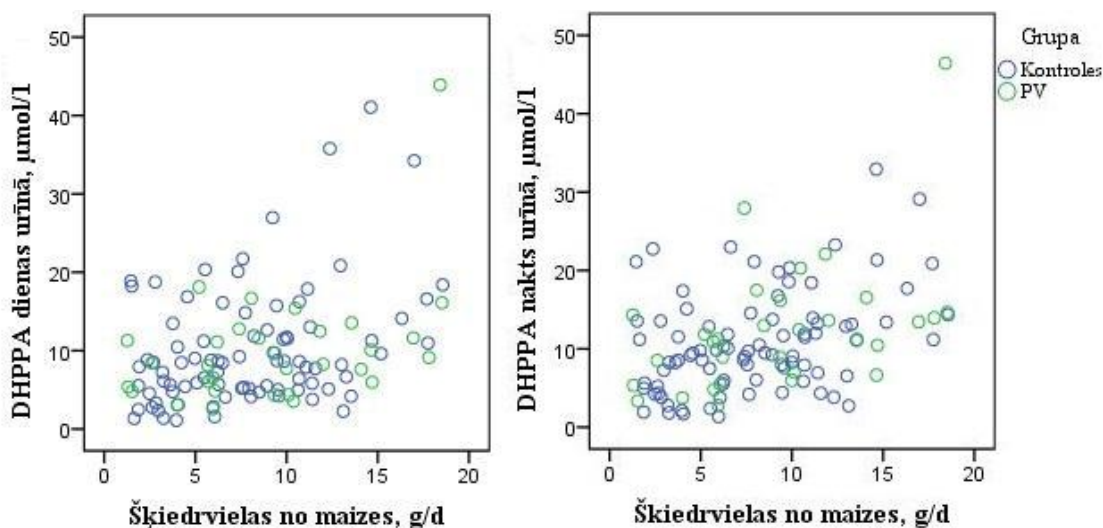 DHPPA dienas urīnā, µmol/l
50
40
30
20
10
0
0 5 10 15 20
Šķiedrvielas no maizes, g/d
DHPPA nakts urīnā, µmol/l
50
40
30
20
10
0
0 5 10 15 20
Šķiedrvielas no maizes, g/d
Grupa
Kontroles
PV